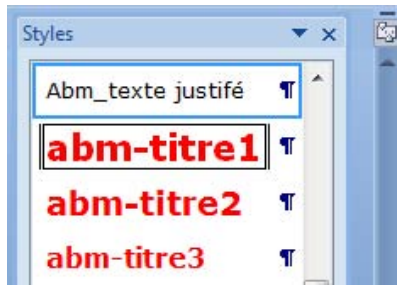 Styles
Abm_texte justifé ¶
abm-titre1 ¶
abm-titre2 ¶
abm-titre3 ¶